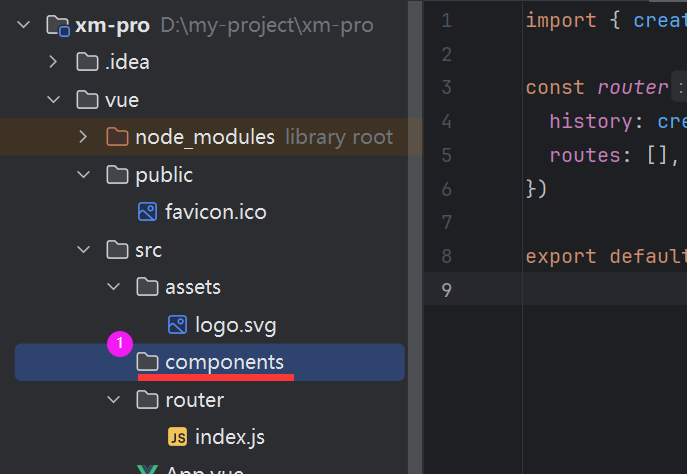 xm-pro D:\my-project\xm-pro
.idea
vue
node_modules library root
public
favicon.ico
src
assets
logo.svg
1
components
router
JS index.js
App.vue
1 import { creat
2
3 const router :
4 history: cre
5 routes: [],
6 })
7
8 export default
9